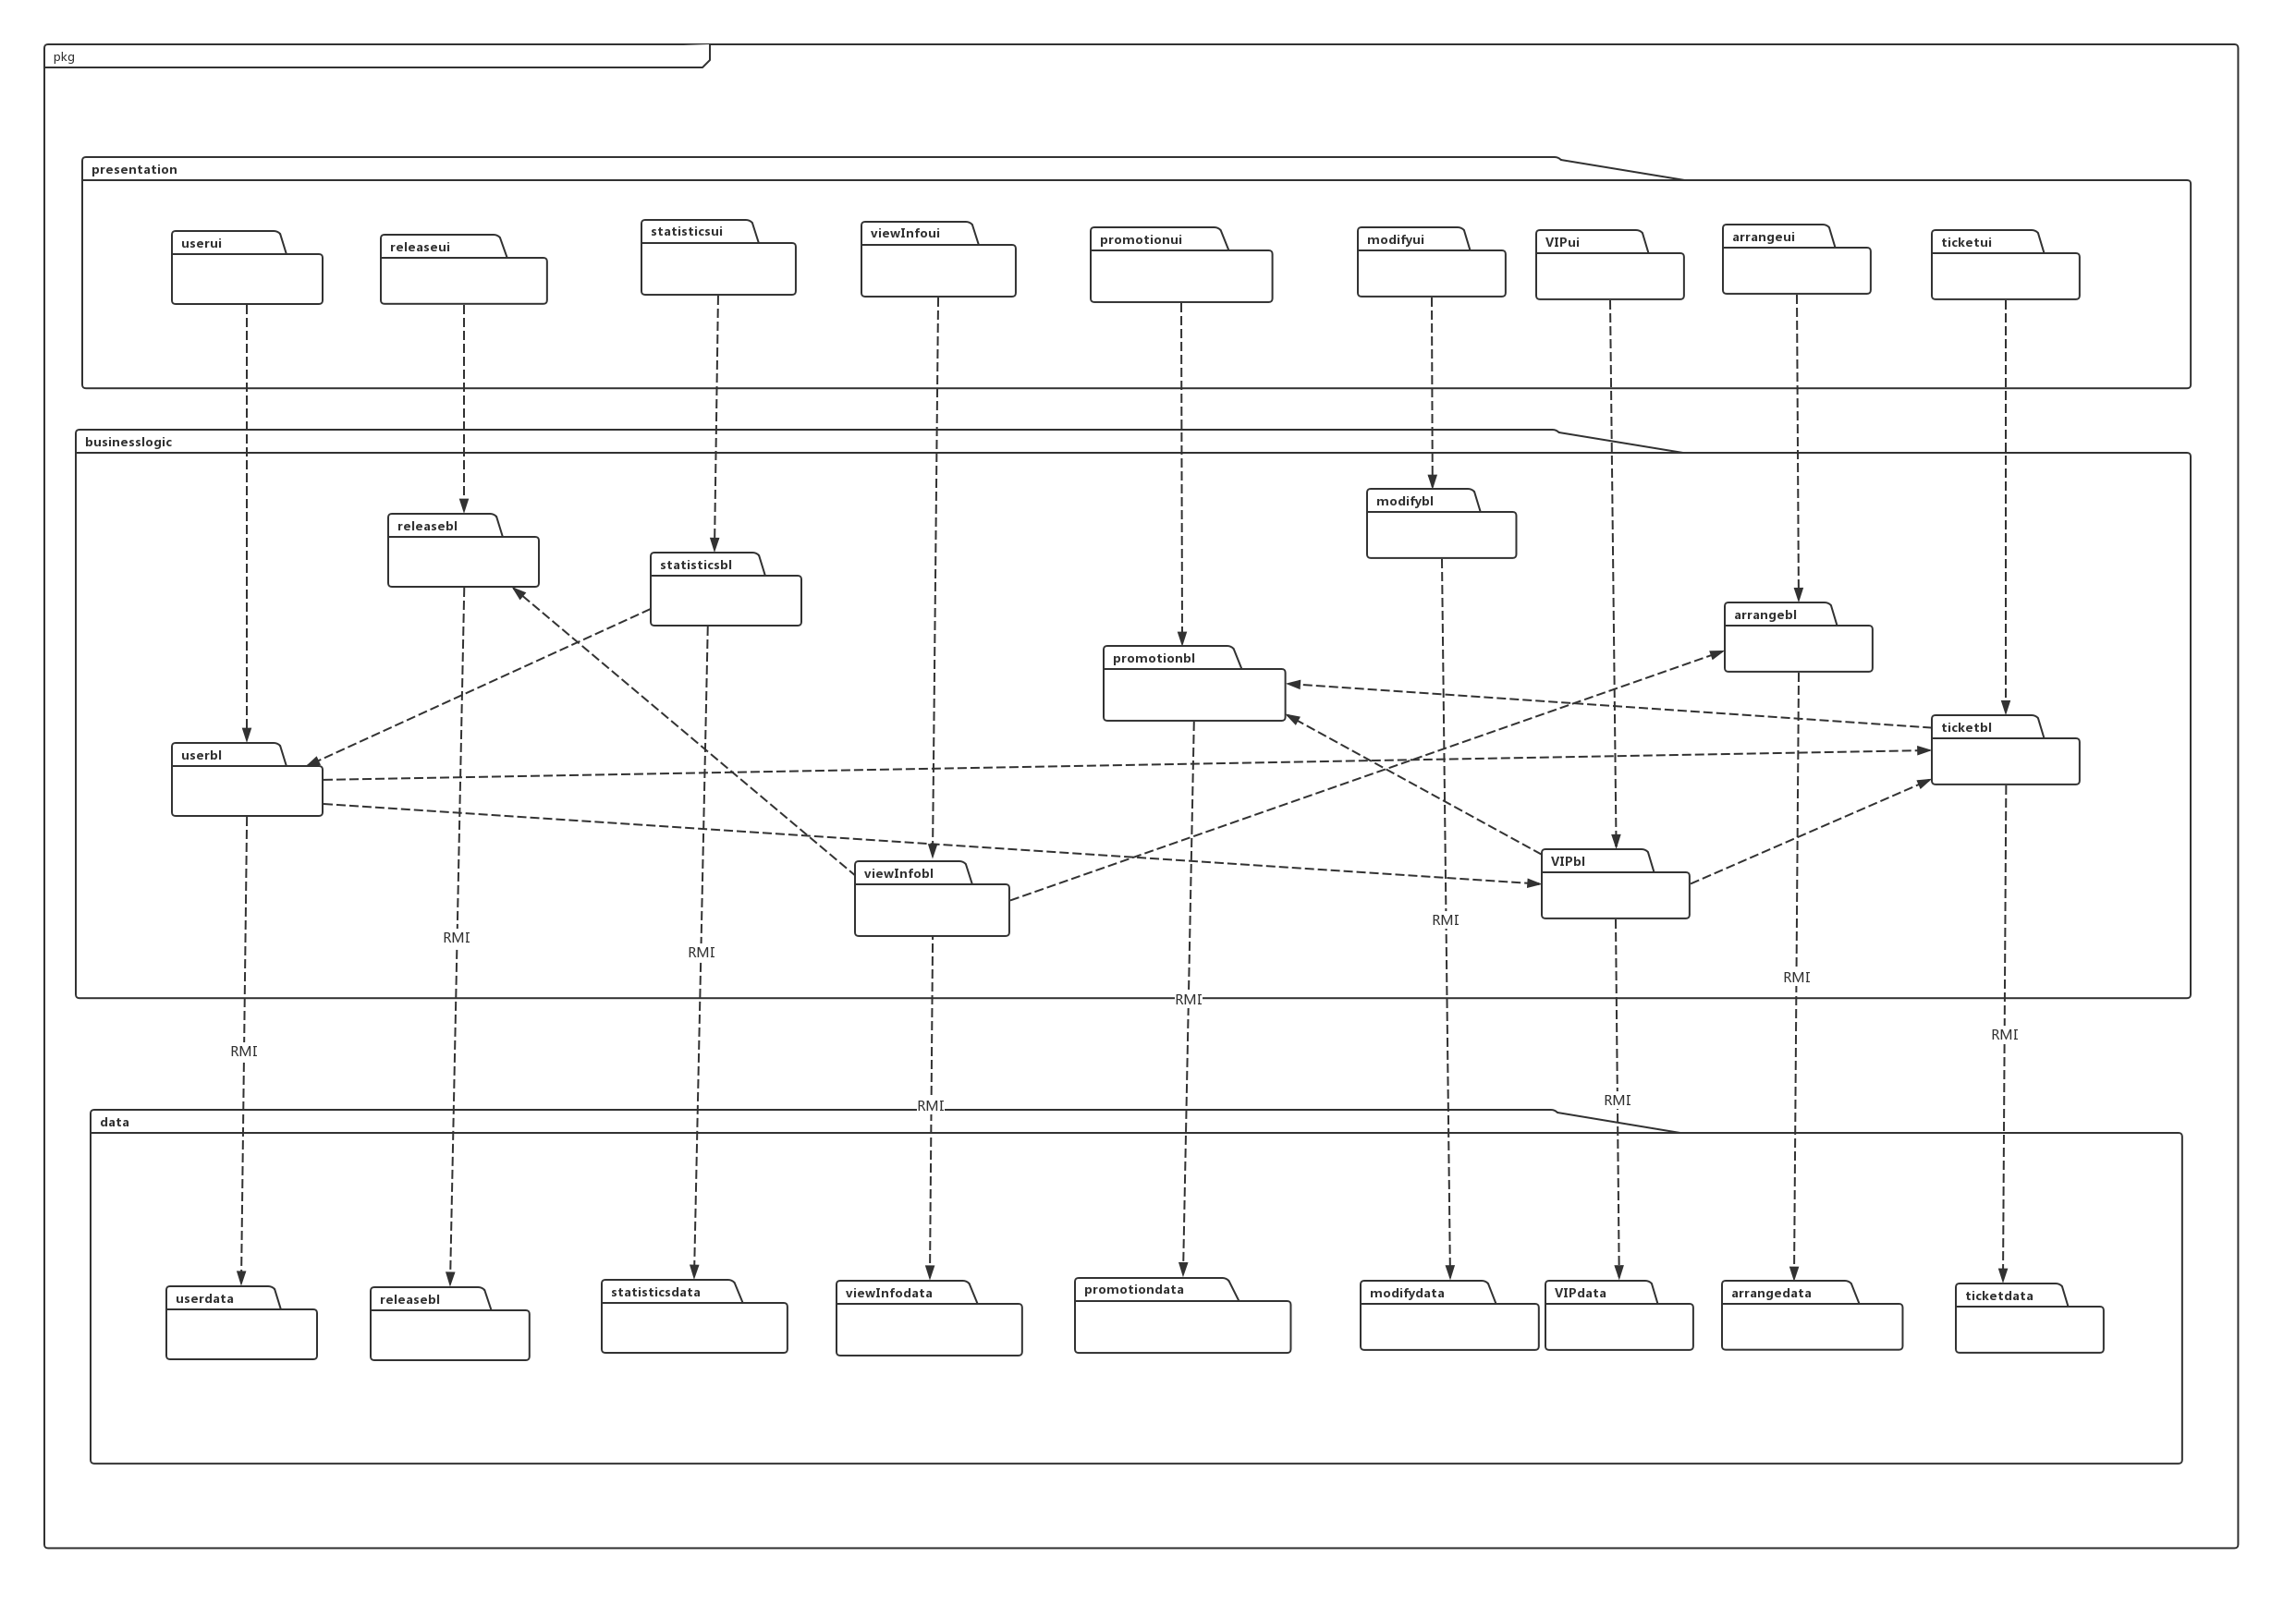 pkg
presentation
userui
releaseui
statisticsui
viewInfoui
promotionui
modifyui
VIPui
arrangeui
ticketui
businesslogic
releasebl
statisticsbl
modifybl
arrangebl
promotionbl
ticketbl
userbl
viewInfobl
VIPbl
RMI
RMI
RMI
RMI
RMI
RMI
RMI
RMI
RMI
data
userdata
releasebl
statisticsdata
viewInfodata
promotiondata
modifydata
VIPdata
arrangedata
ticketdata